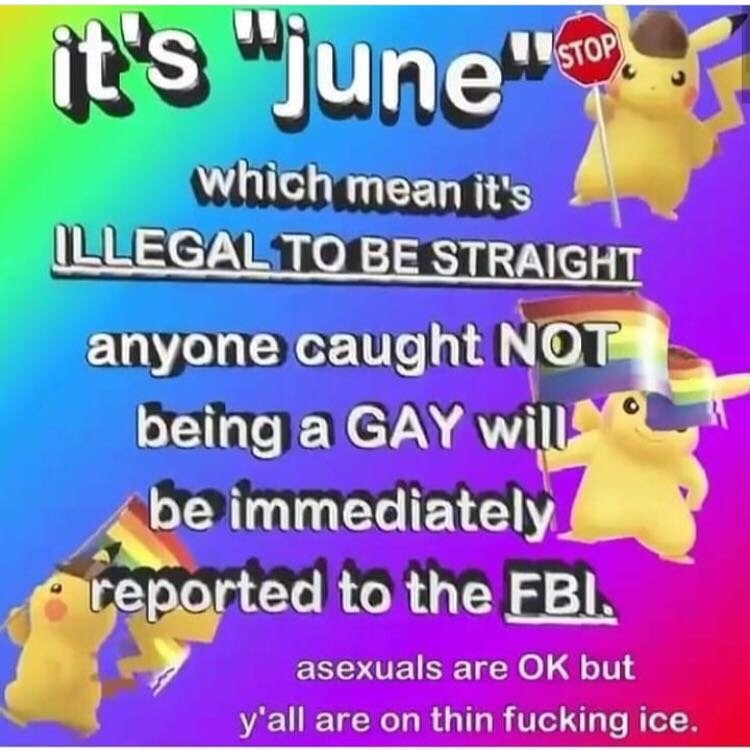 it's "june"
STOP
which mean it's
ILLEGAL TO BE STRAIGHT
anyone caught NOT
being a GAY will
be immediately
reported to the FBI.
asexuals are OK but
y'all are on thin fucking ice.